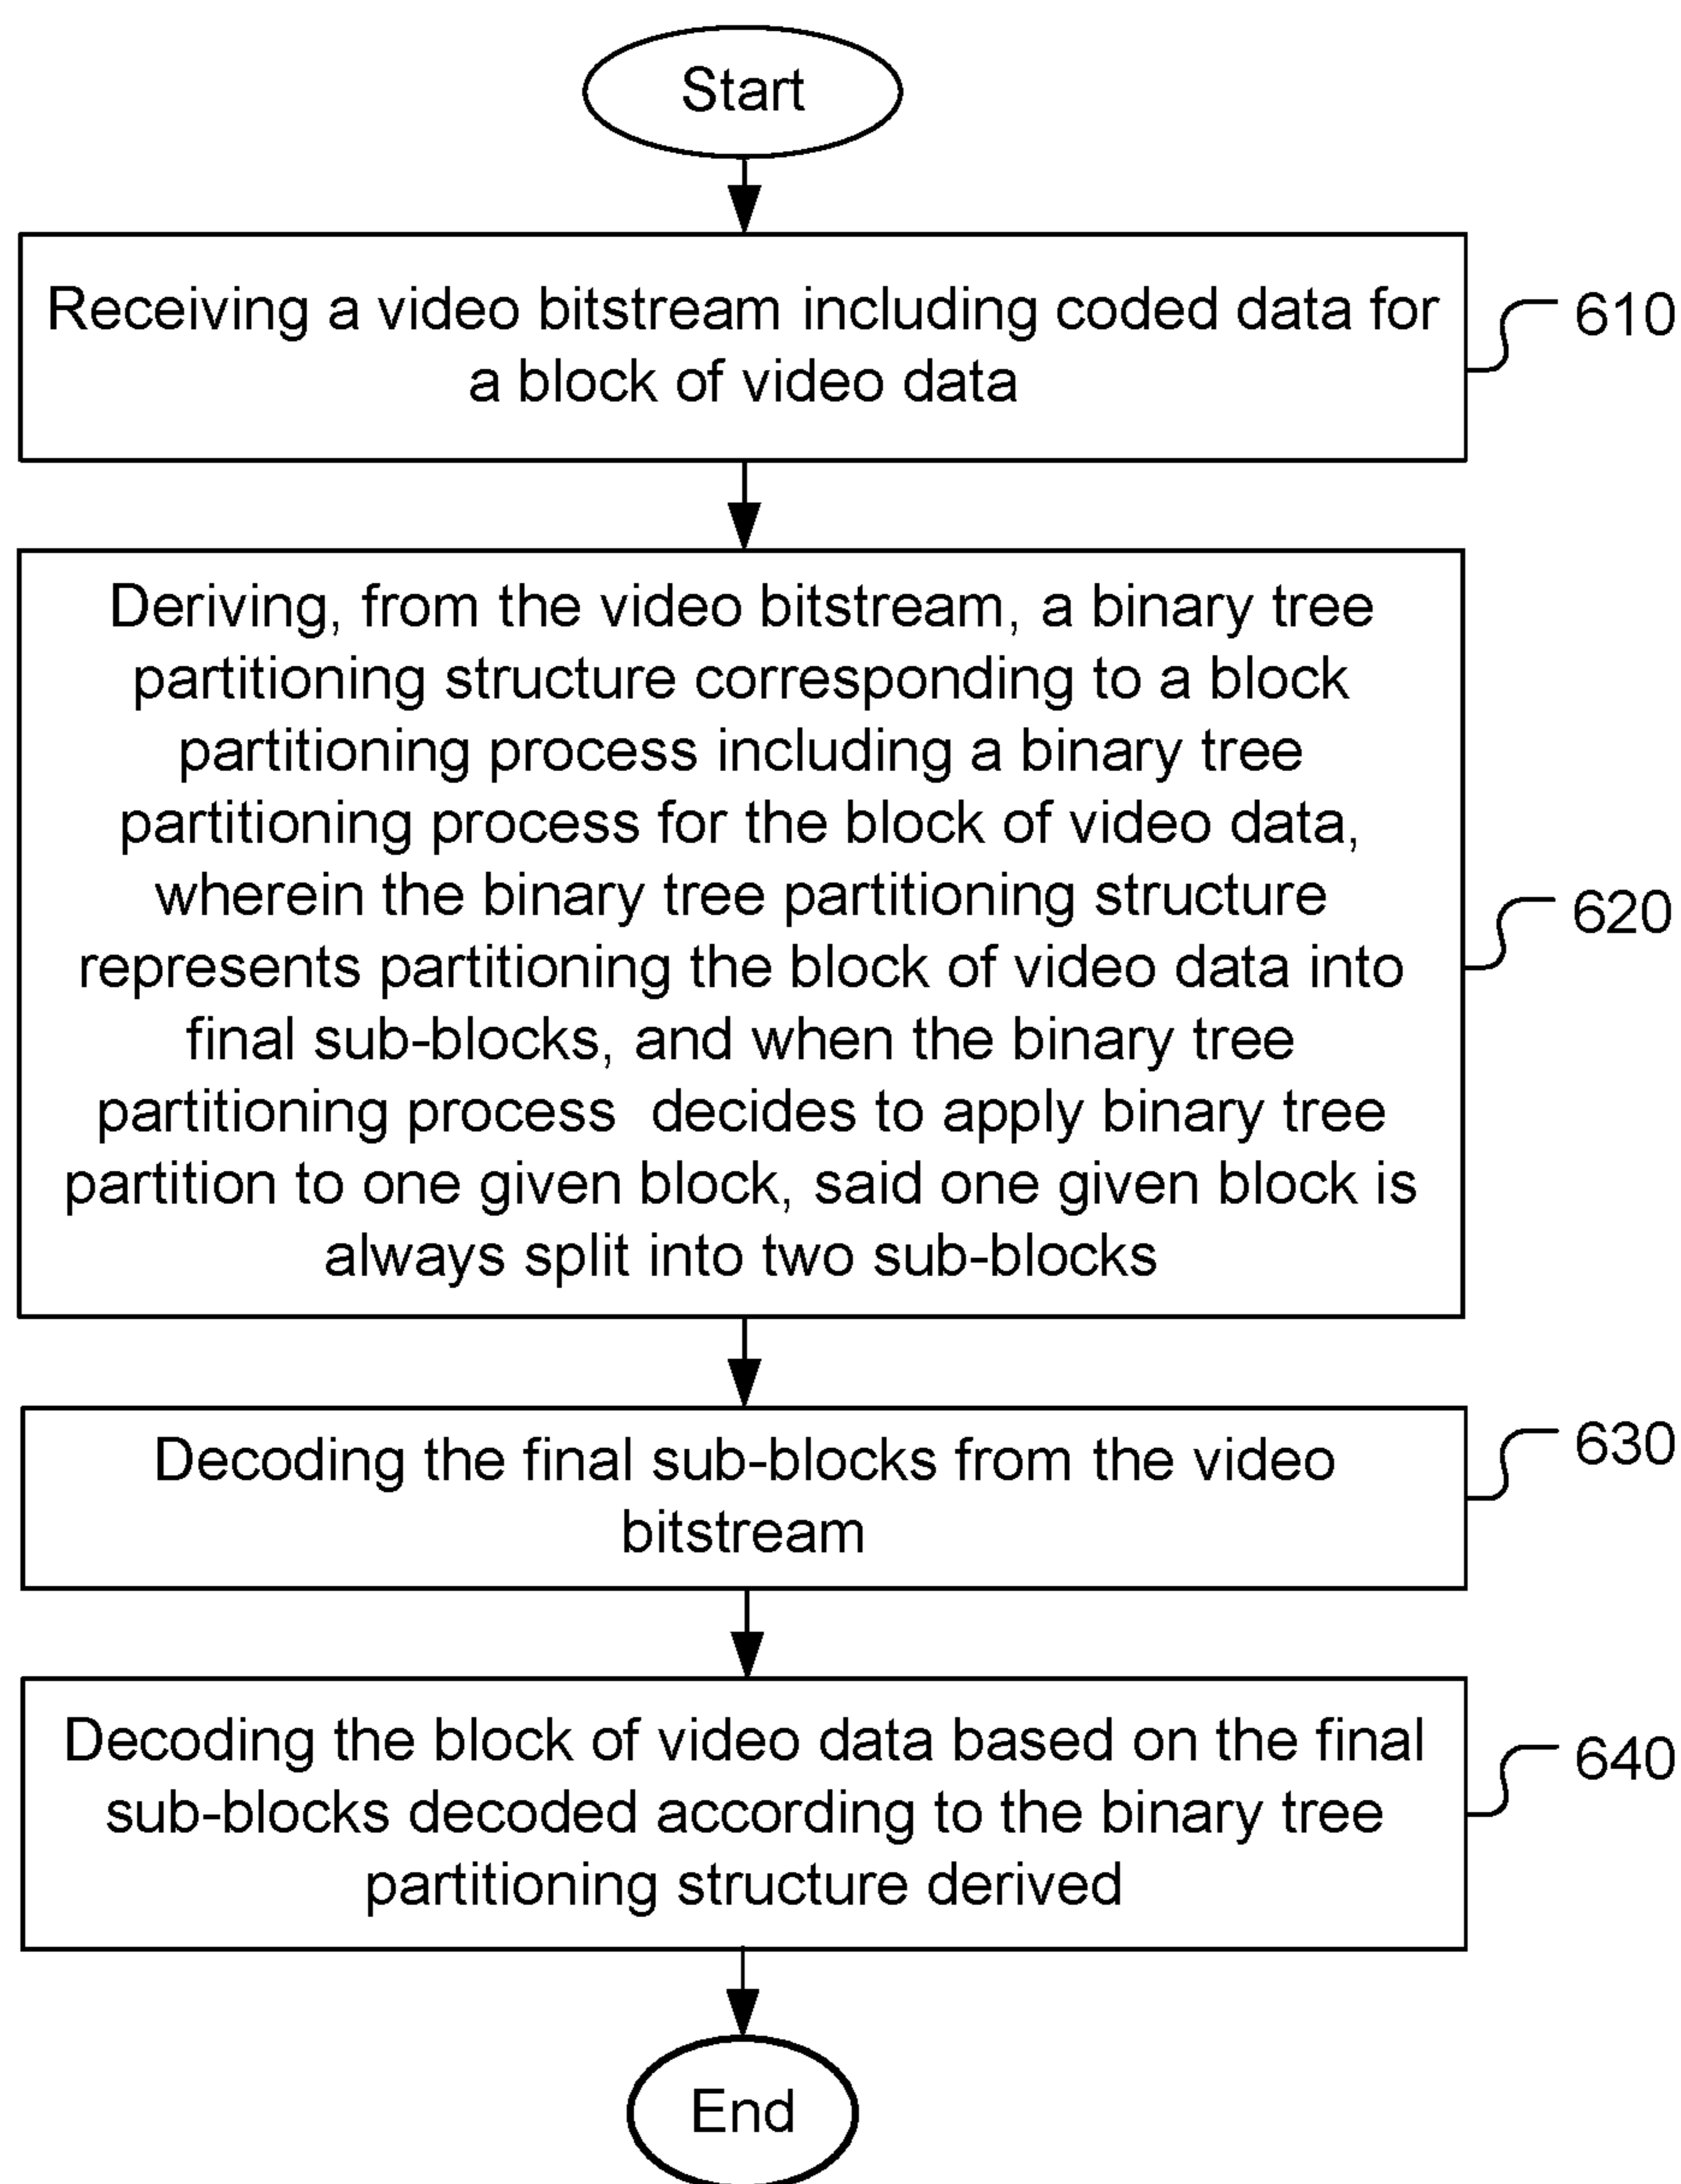 Start
Receiving a video bitstream including coded data for
a block of video data
610
Deriving, from the video bitstream, a binary tree
partitioning structure corresponding to a block
partitioning process including a binary tree
partitioning process for the block of video data,
wherein the binary tree partitioning structure
represents partitioning the block of video data into
final sub-blocks, and when the binary tree
partitioning process decides to apply binary tree
partition to one given block, said one given block is
always split into two sub-blocks
620
Decoding the final sub-blocks from the video
bitstream
630
Decoding the block of video data based on the final
sub-blocks decoded according to the binary tree
partitioning structure derived
640
End